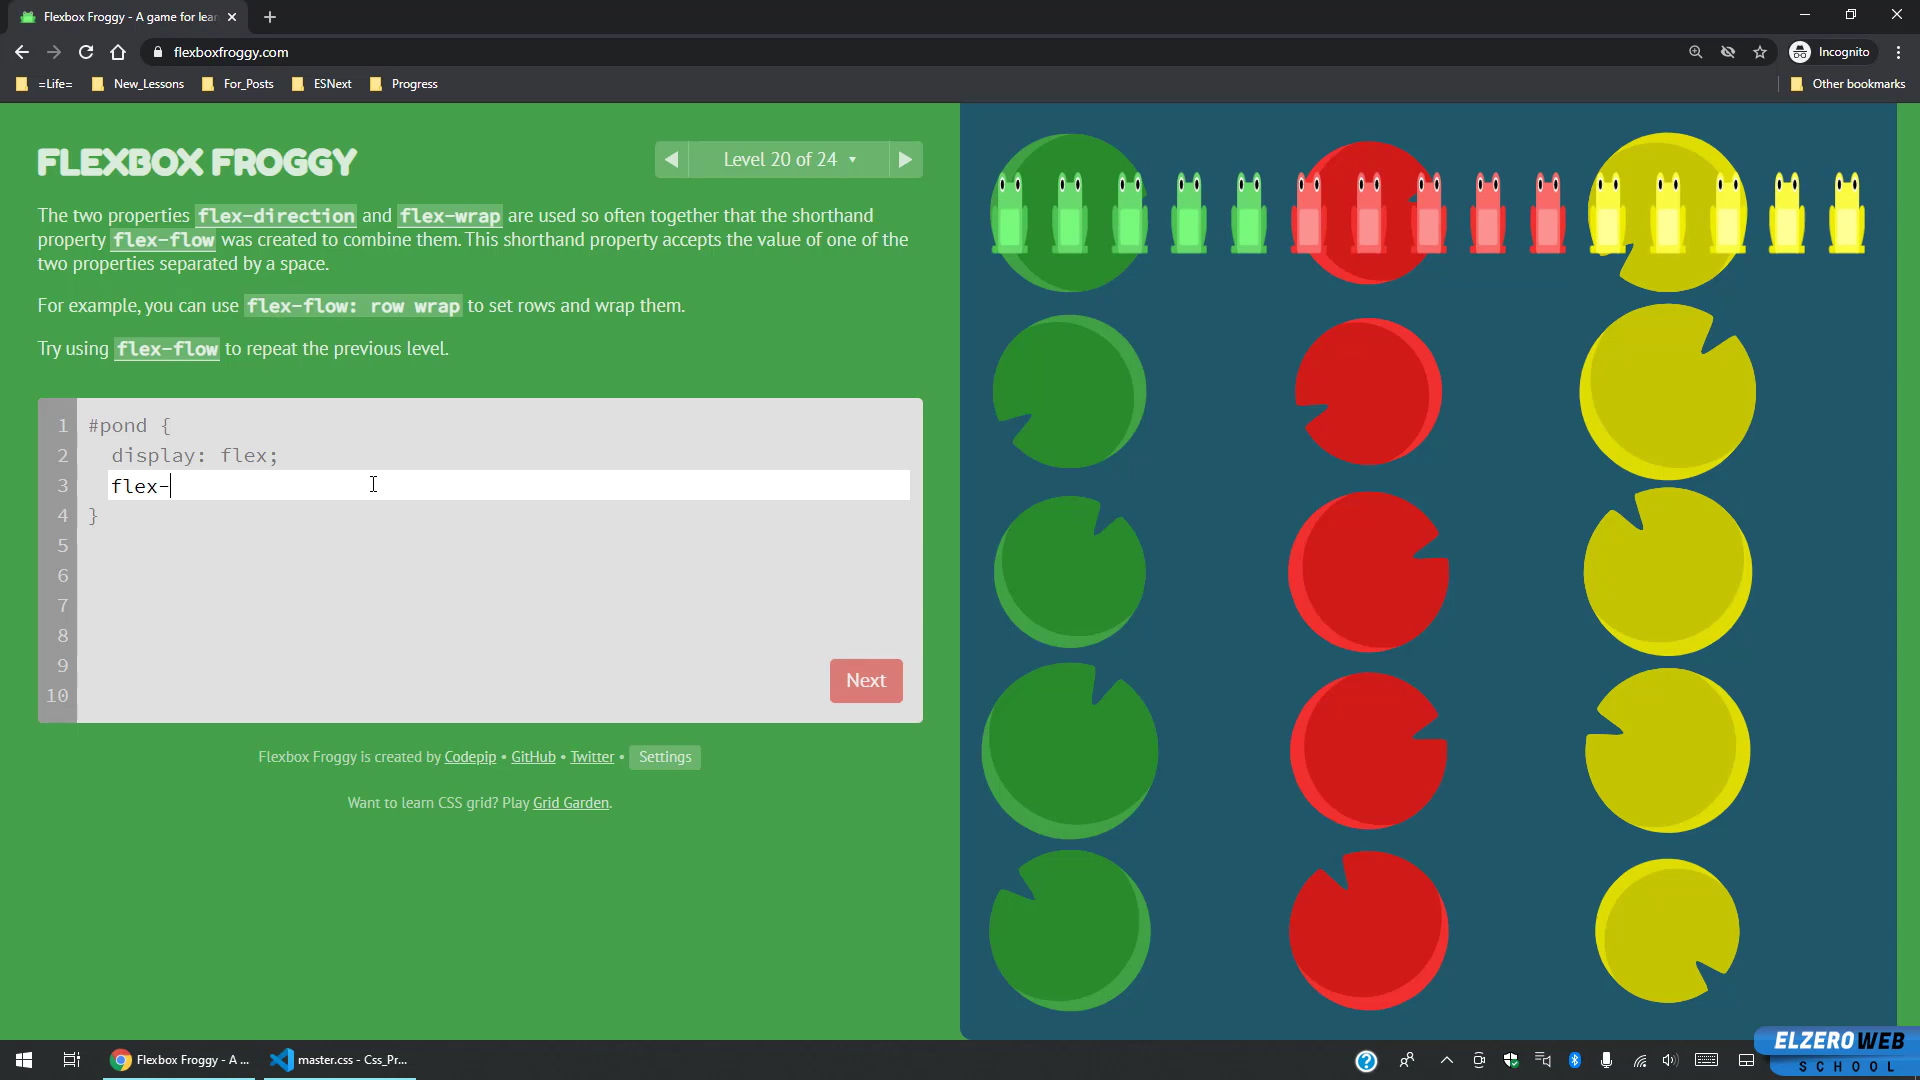 Flexbox Froggy - A game for lear
flexboxfroggy.com
Incognito
=Life=
New_Lessons
For_Posts
ESNext
Progress
Other bookmarks
FLEXBOX FROGGY
Level 20 of 24
The two properties flex-direction and flex-wrap are used so often together that the shorthand
property flex-flow was created to combine them. This shorthand property accepts the value of one of the
two properties separated by a space.
For example, you can use flex-flow: row wrap to set rows and wrap them.
Try using flex-flow to repeat the previous level.
1 #pond {
2 display: flex;
3 flex-
4 }
5
6
7
8
9
10
Next
Flexbox Froggy is created by Codepip • GitHub • Twitter • Settings
Want to learn CSS grid? Play Grid Garden.
Flexbox Froggy - A ...
master.css - Css_Pr...
ELZEROWEB
SCHOOL